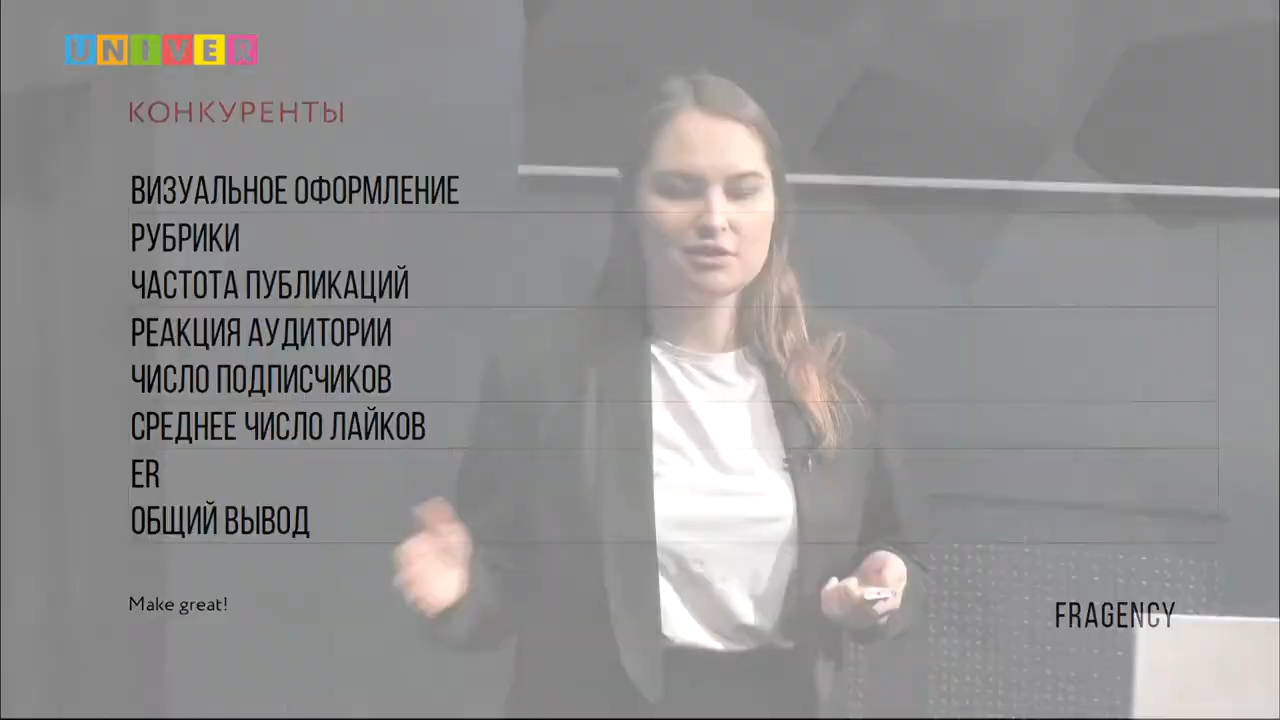 UNIVER
КОНКУРЕНТЫ
ВИЗУАЛЬНОЕ ОФОРМЛЕНИЕ
РУБРИКИ
ЧАСТОТА ПУБЛИКАЦИЙ
РЕАКЦИЯ АУДИТОРИИ
ЧИСЛО ПОДПИСЧИКОВ
СРЕДНЕЕ ЧИСЛО ЛАЙКОВ
ER
ОБЩИЙ ВЫВОД
Make great!
FRAGENCY